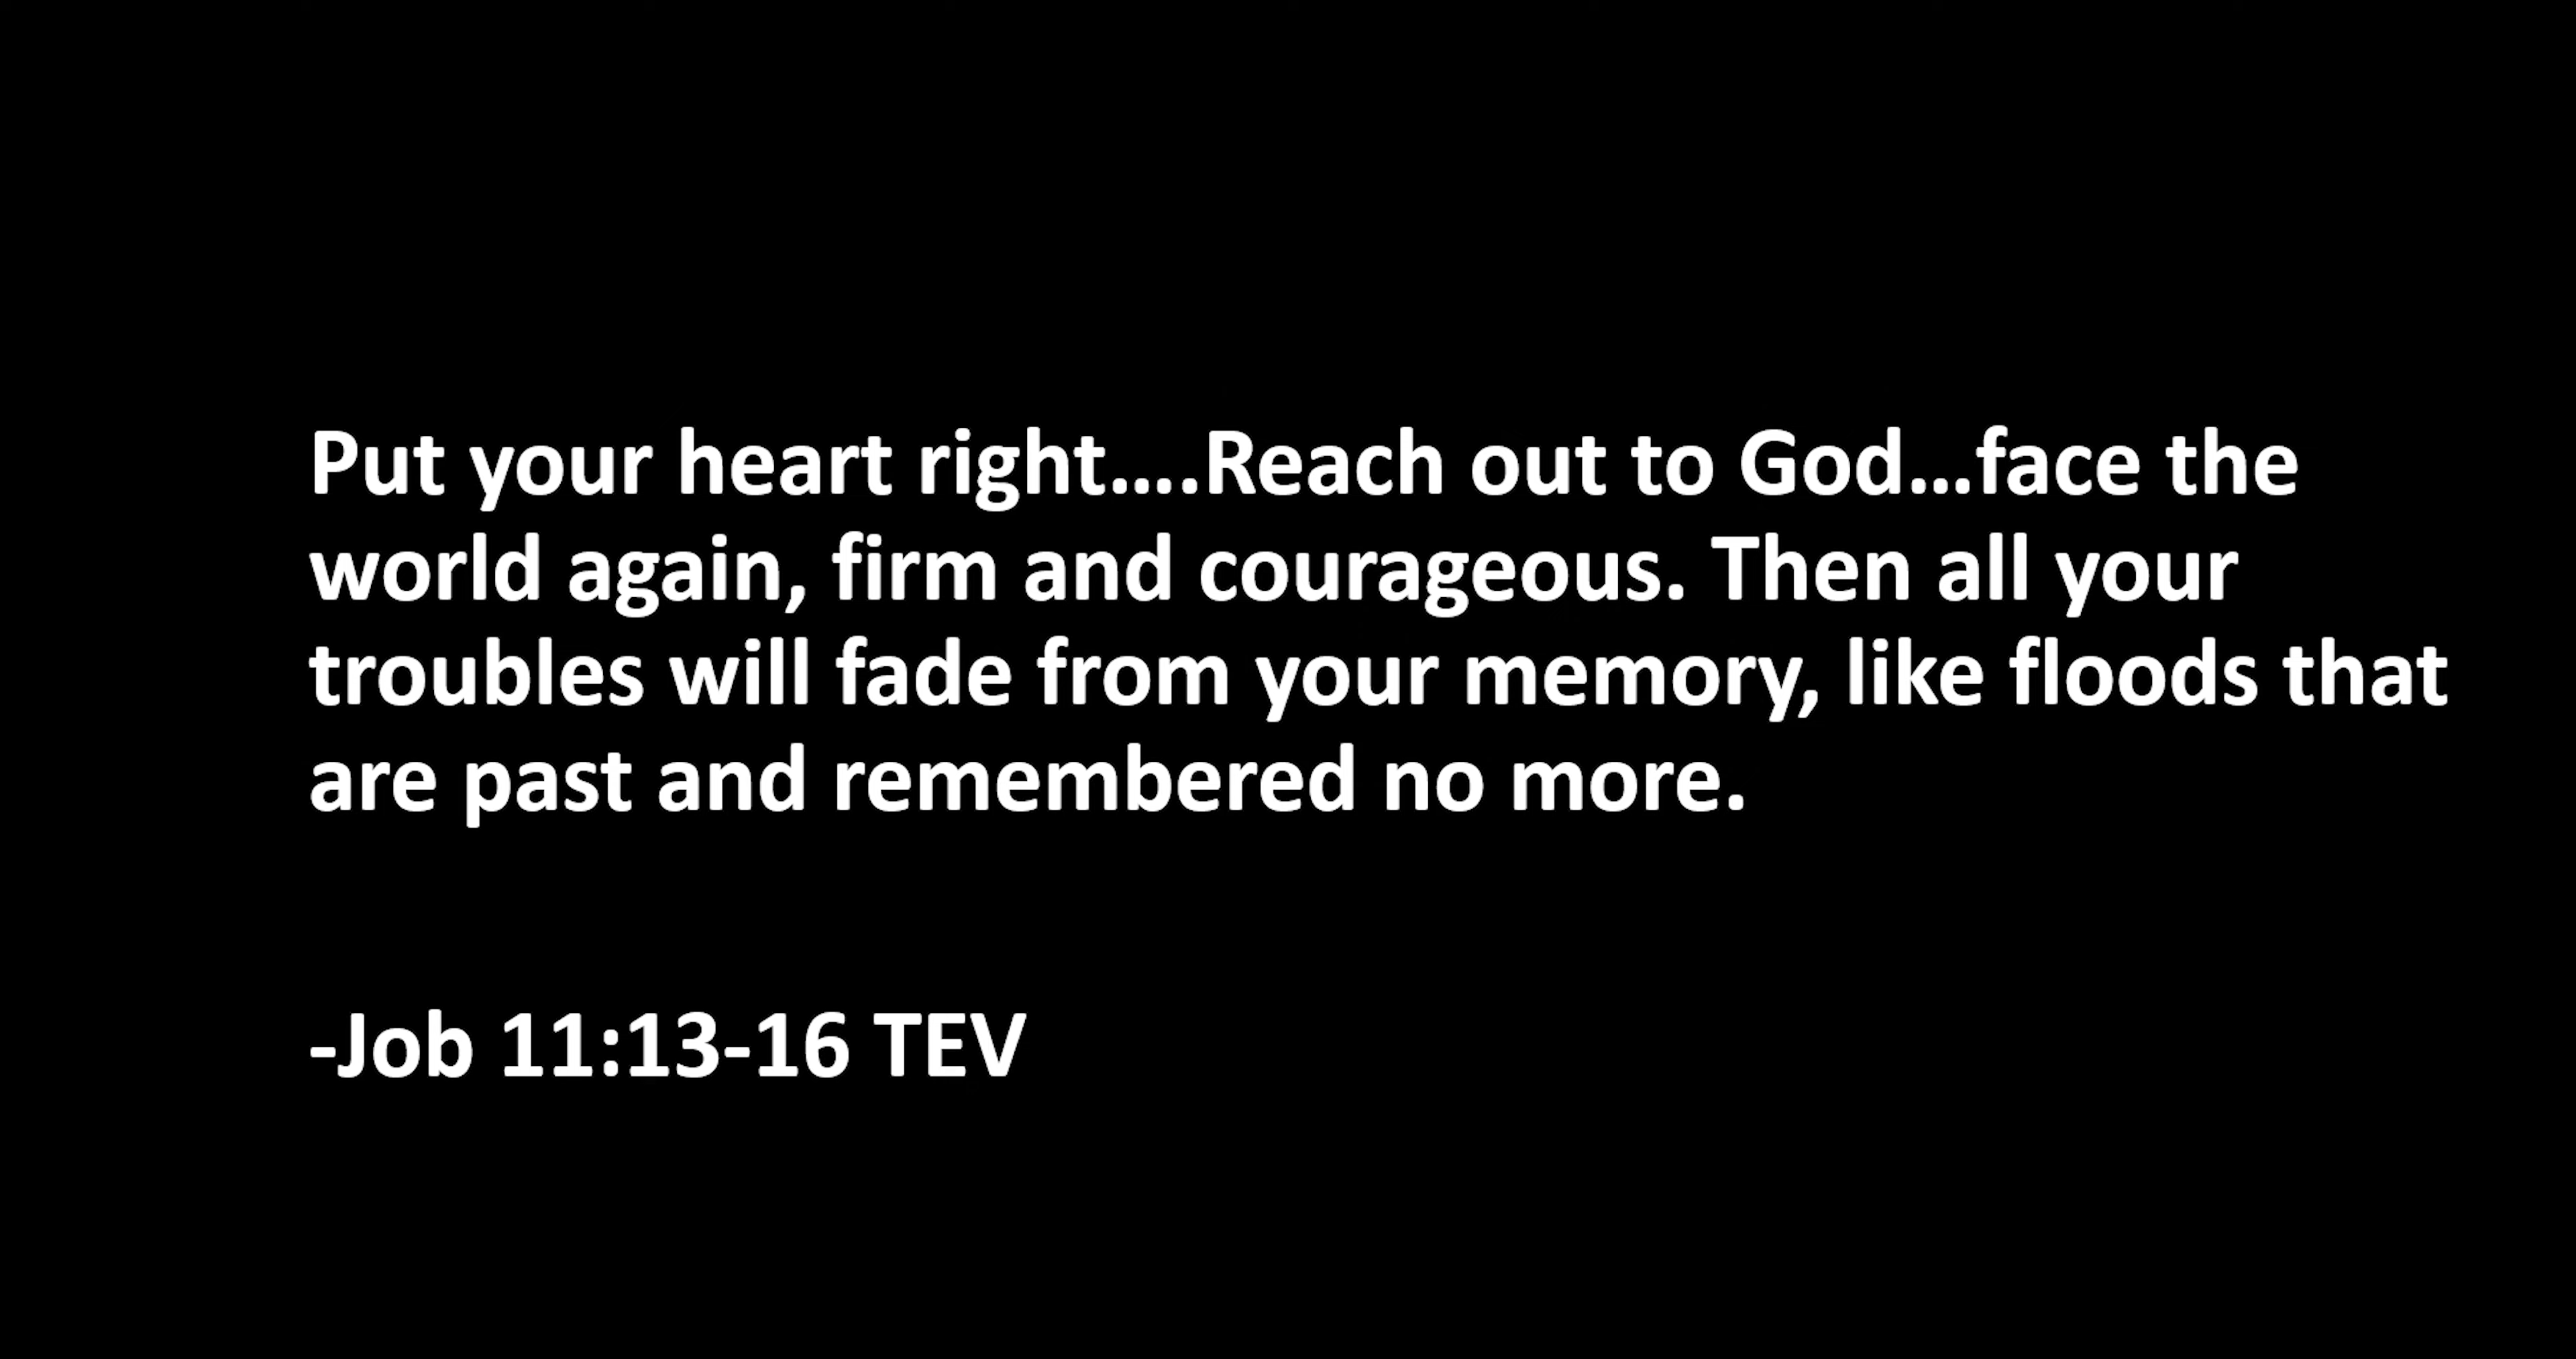 Put your heart right....Reach out to God...face the
world again, firm and courageous. Then all your
troubles will fade from your memory, like floods that
are past and remembered no more.
-Job 11:13-16 TEV